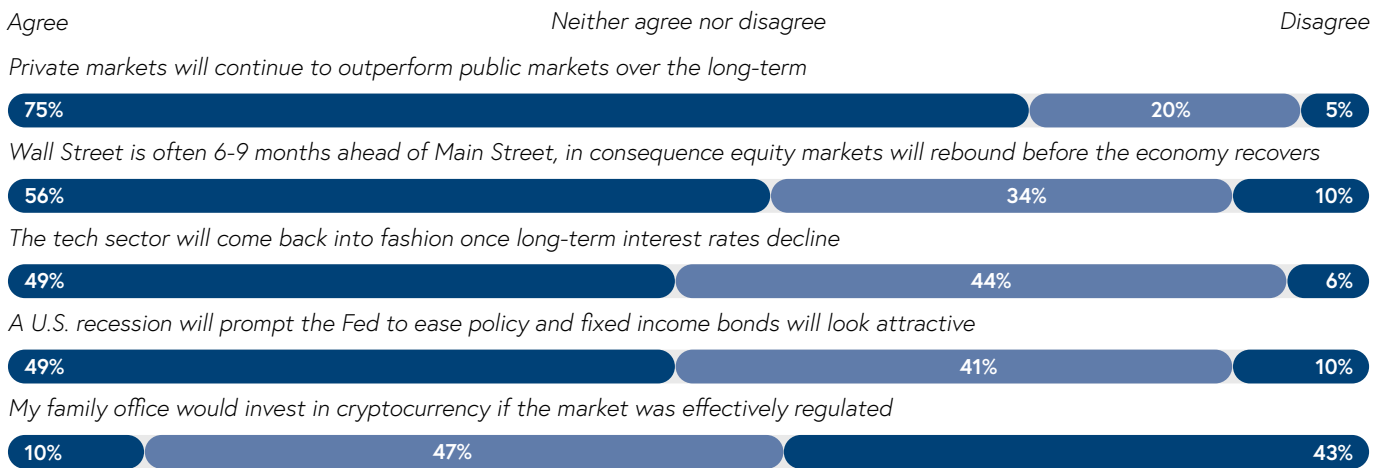 Agree Neither agree nor disagree Disagree
Private markets will continue to outperform public markets over the long-term
75% 20% 5%
Wall Street is often 6-9 months ahead of Main Street, in consequence equity markets will rebound before the economy recovers
56% 34% 10%
The tech sector will come back into fashion once long-term interest rates decline
49% 44% 6%
A U.S. recession will prompt the Fed to ease policy and fixed income bonds will look attractive
49% 41% 10%
My family office would invest in cryptocurrency if the market was effectively regulated
10% 47% 43%